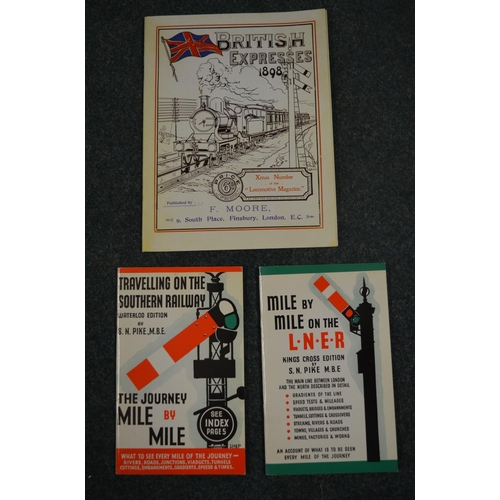 BRITISH
EXPRESSES
1898
PRICE
6D
Xmas Number
of the
"Locomotive Magazine."
Published by
F. MOORE,
9, South Place, Finsbury, London, E.C.
TRAVELLING ON THE
SOUTHERN RAILWAY
WATERLOO EDITION
BY
S. N. PIKE, M.B.E.
THE JOURNEY
MILE BY
MILE
SEE
INDEX
PAGE 5
WHAT TO SEE EVERY MILE OF THE JOURNEY—
RIVERS, ROADS, JUNCTIONS, VIADUCTS, TUNNELS
CUTTINGS, EMBANKMENTS, GRADIENTS, SPEEDS & TIMES.
MILE BY
MILE ON THE
L·N·E·R
KINGS CROSS EDITION
BY
S. N. PIKE M.B.E
THE MAIN LINE BETWEEN LONDON
AND THE NORTH DESCRIBED IN DETAIL
GRADIENTS OF THE LINE
SPEED TESTS & MILEAGES
VIADUCTS, BRIDGES & EMBANKMENTS
TUNNELS, CUTTINGS & CROSSOVERS
STREAMS, RIVERS & ROADS
TOWNS, VILLAGES & CHURCHES
MINES, FACTORIES & WORKS
AN ACCOUNT OF WHAT IS TO BE SEEN
EVERY MILE OF THE JOURNEY